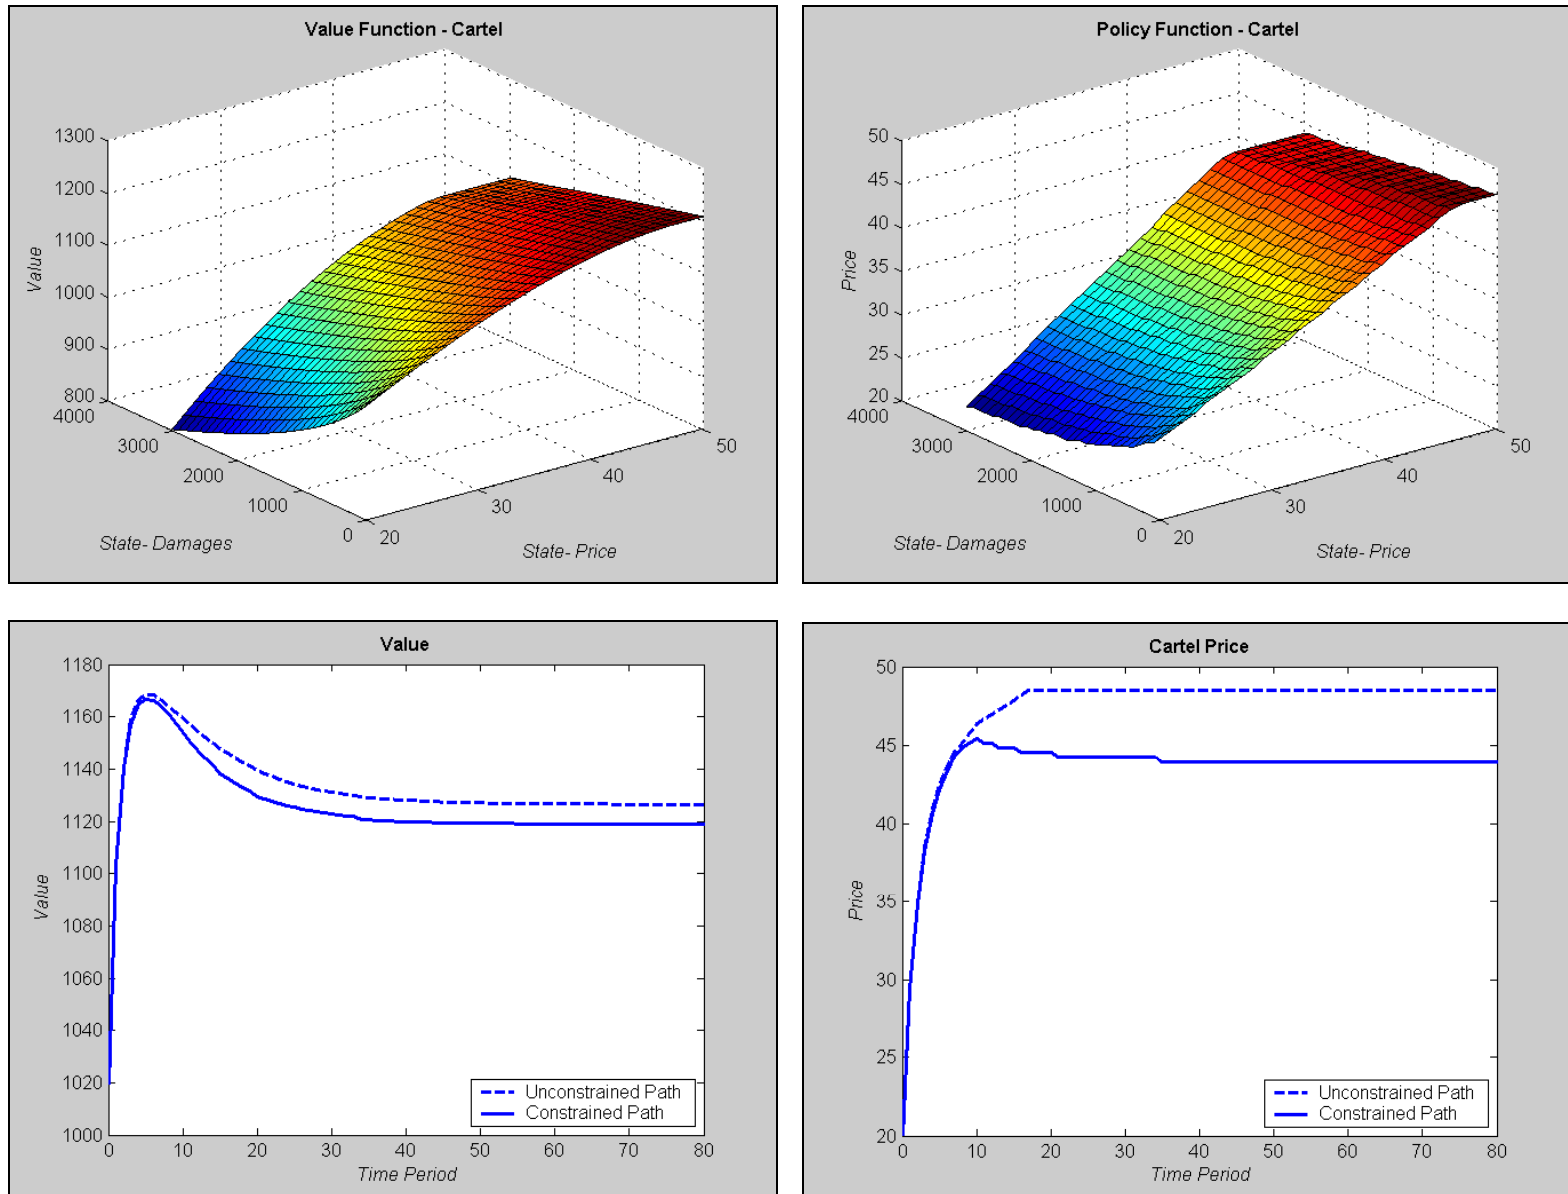 Value Function - Cartel
1300
1200
1100
1000
900
800
Value
4000
3000
2000
1000
0
State- Damages
20
30
40
50
State- Price
Policy Function - Cartel
50
45
40
35
30
25
20
Price
4000
3000
2000
1000
0
State- Damages
20
30
40
50
State- Price
Value
1180
1160
1140
1120
1100
1080
1060
1040
1020
1000
Value
0 10 20 30 40 50 60 70 80
Time Period
Unconstrained Path
Constrained Path
Cartel Price
50
45
40
35
30
25
20
Price
0 10 20 30 40 50 60 70 80
Time Period
Unconstrained Path
Constrained Path